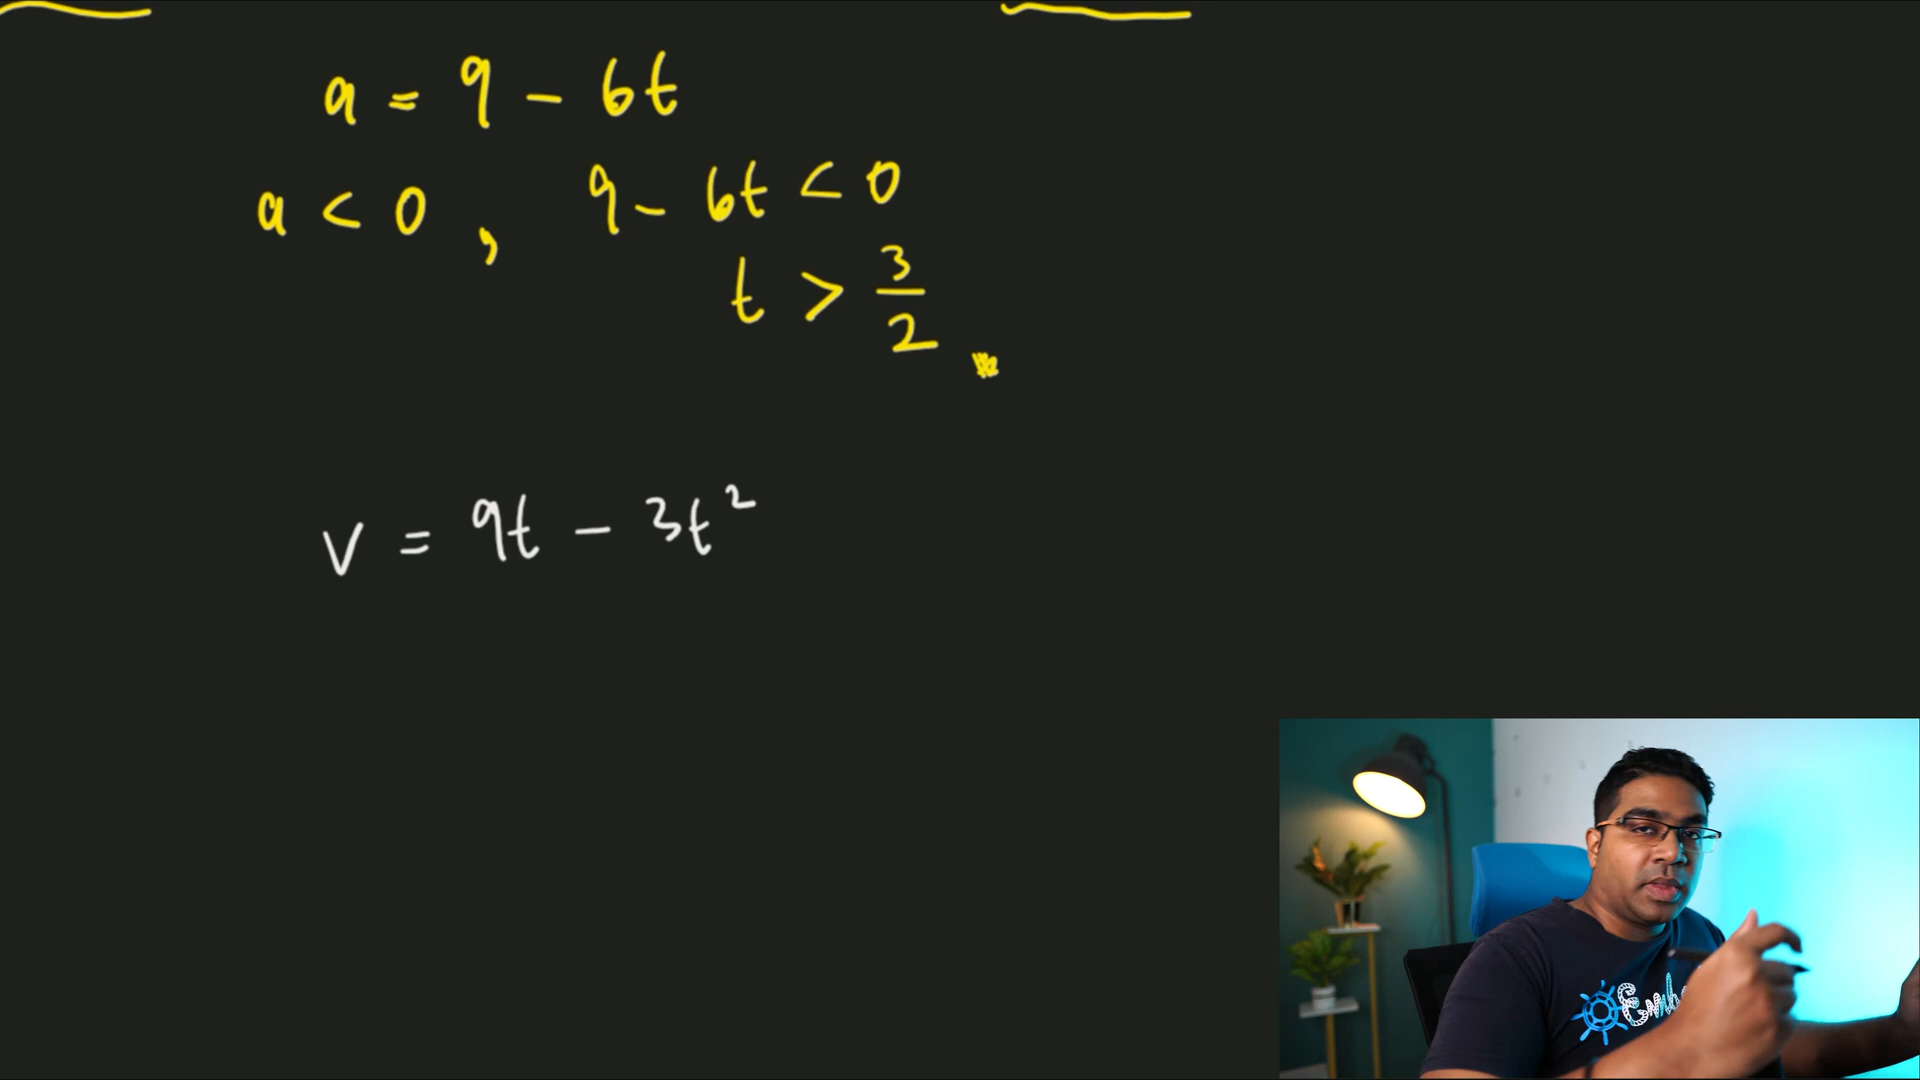 a = 9 - 6t
a < 0 , 9 - 6t < 0
t > 3/2
v = 9t - 3t²